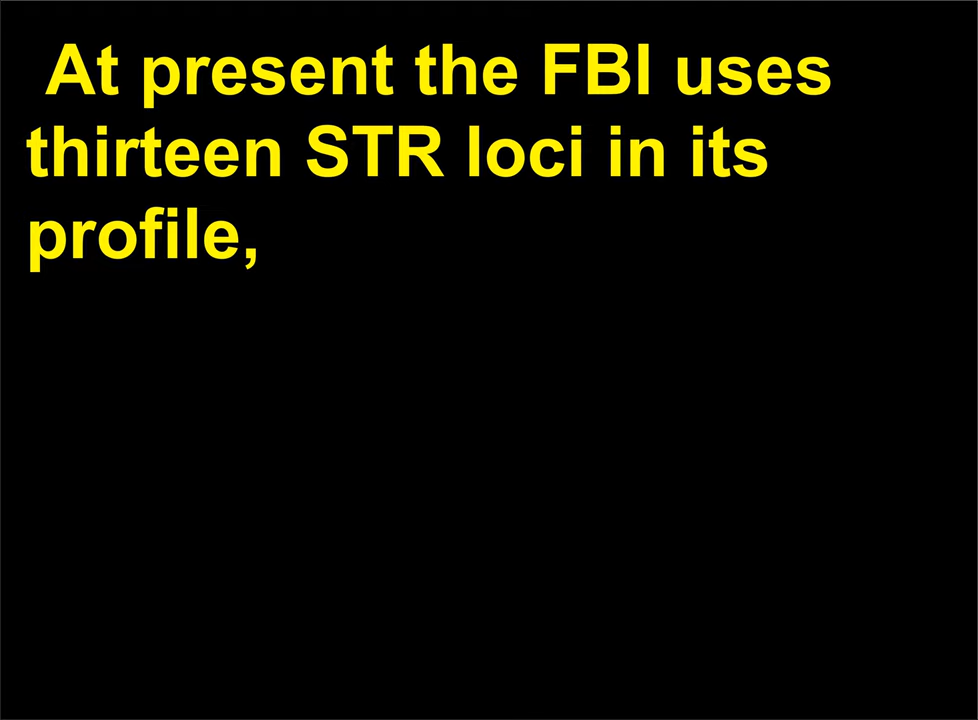 At present the FBI uses
thirteen STR loci in its
profile,